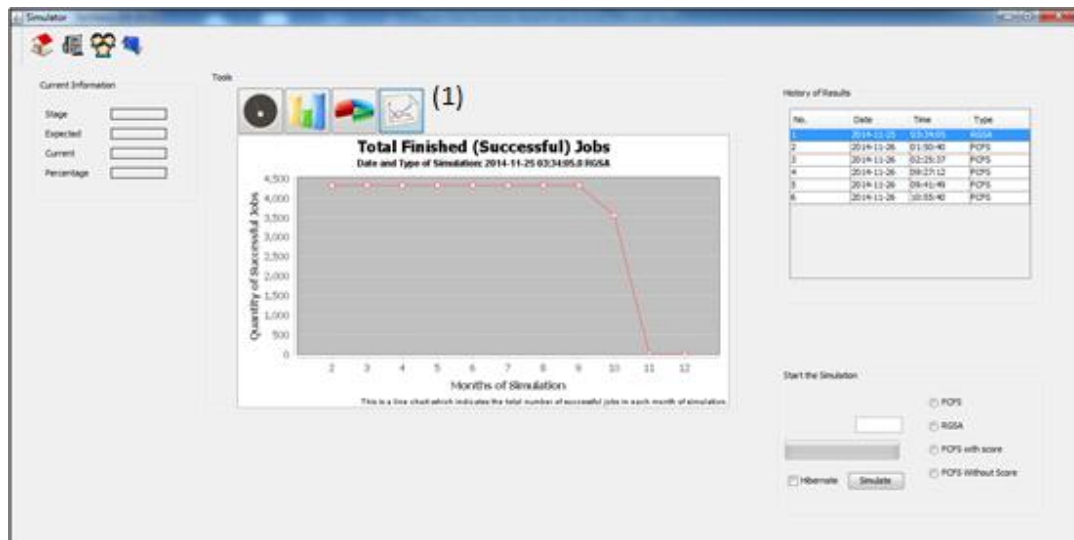 Simulator
Current Information
Stage
Expected
Current
Percentage
Tools
(1)
Total Finished (Successful) Jobs
Date and Type of Simulation: 2014-11-25 03:34:05.0 RGSA
Quantity of Successful Jobs
4,500
4,000
3,500
3,000
2,500
2,000
1,500
1,000
500
0
2 3 4 5 6 7 8 9 10 11 12
Months of Simulation
This is a line chart which indicates the total number of successful jobs in each month of simulation.
History of Results
No. Date Time Type
1 2014-11-25 03:34:05 RGSA
2 2014-11-26 01:50:40 FCFS
3 2014-11-26 02:25:37 FCFS
4 2014-11-26 09:27:12 FCFS
5 2014-11-26 09:41:49 FCFS
6 2014-11-26 10:55:40 FCFS
Start the Simulation
FCFS
RGSA
FCFS with score
FCFS Without Score
Hibernate Simulate